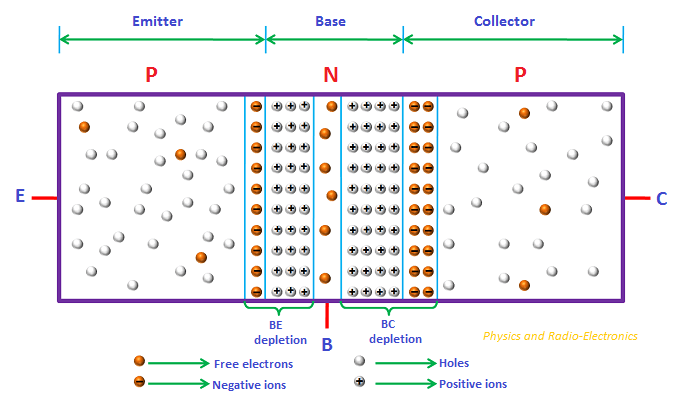 Emitter
Base
Collector
P
N
P
E
C
BE
depletion
B
BC
depletion
Physics and Radio-Electronics
Free electrons
Holes
Negative ions
Positive ions